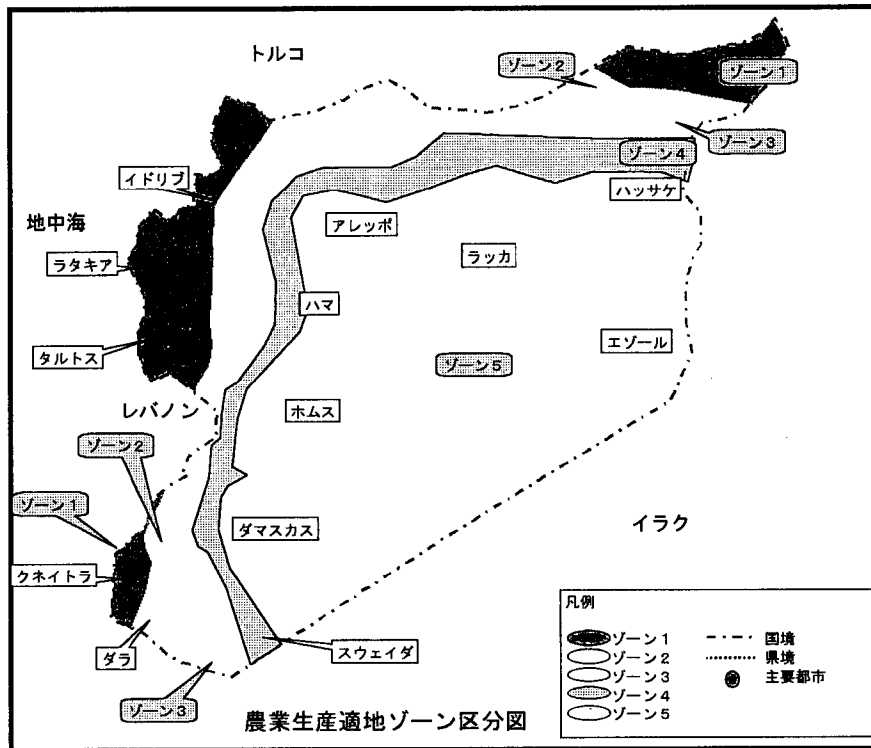 トルコ
ゾーン2
ゾーン1
ゾーン3
ゾーン4
イドリブ
ハッサケ
地中海
アレッポ
ラタキア
ラッカ
ハマ
タルトス
エゾール
ゾーン5
レバノン
ホムス
ゾーン2
ゾーン1
ダマスカス
イラク
クネイトラ
ダラ
スウェイダ
ゾーン3
農業生産適地ゾーン区分図
凡例
ゾーン1
ゾーン2
ゾーン3
ゾーン4
ゾーン5
国境
県境
主要都市